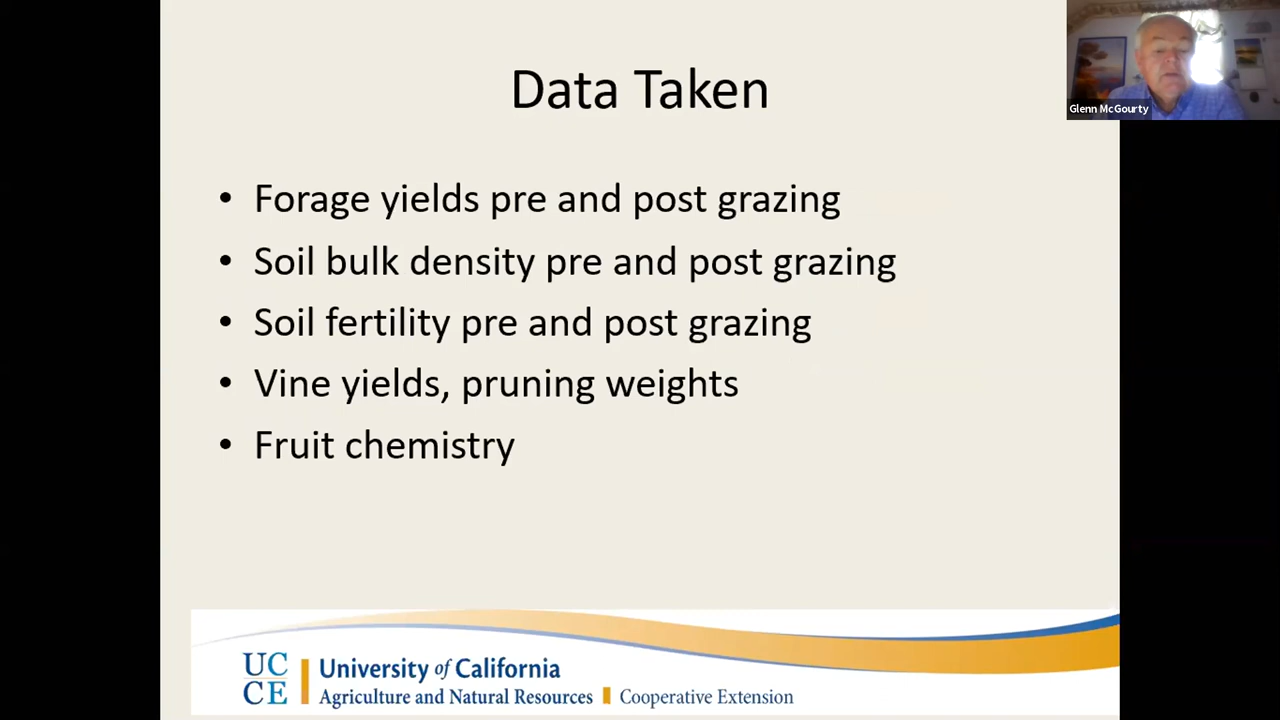 Data Taken
Glenn McGourty
• Forage yields pre and post grazing
• Soil bulk density pre and post grazing
• Soil fertility pre and post grazing
• Vine yields, pruning weights
• Fruit chemistry
UC
CE
University of California
Agriculture and Natural Resources Cooperative Extension